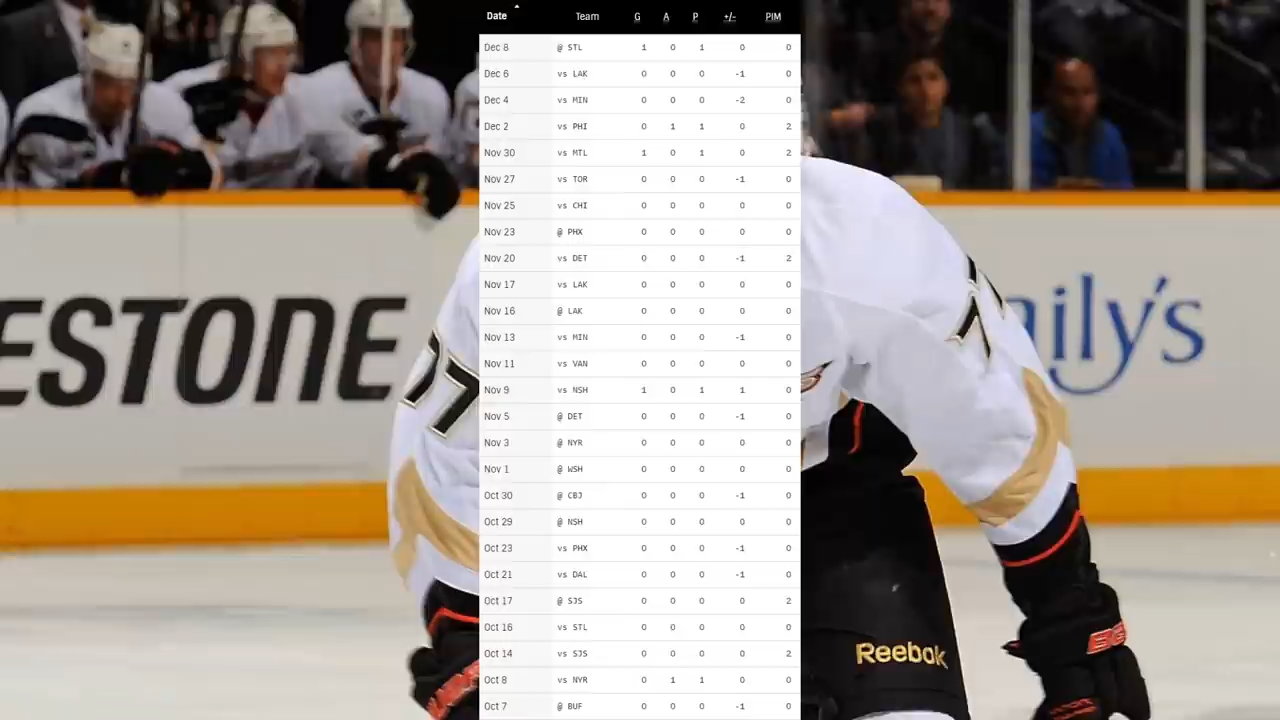 Date Team G A P +/- PIM
Dec 8 @ STL 1 0 1 0 0
Dec 6 vs LAK 0 0 0 -1 0
Dec 4 vs MIN 0 0 0 -2 0
Dec 2 vs PHI 0 1 1 0 2
Nov 30 vs MTL 1 0 1 0 2
Nov 27 vs TOR 0 0 0 -1 0
Nov 25 vs CHI 0 0 0 0 0
Nov 23 @ PHX 0 0 0 0 0
Nov 20 vs DET 0 0 0 -1 2
Nov 17 vs LAK 0 0 0 0 0
Nov 16 @ LAK 0 0 0 0 0
Nov 13 vs MIN 0 0 0 -1 0
Nov 11 vs VAN 0 0 0 0 0
Nov 9 vs NSH 1 0 1 1 0
Nov 5 @ DET 0 0 0 -1 0
Nov 3 @ NYR 0 0 0 0 0
Nov 1 @ WSH 0 0 0 0 0
Oct 30 @ CBJ 0 0 0 -1 0
Oct 29 @ NSH 0 0 0 0 0
Oct 23 vs PHX 0 0 0 -1 0
Oct 21 vs DAL 0 0 0 -1 0
Oct 17 @ SJS 0 0 0 0 2
Oct 16 vs STL 0 0 0 0 0
Oct 14 vs SJS 0 0 0 0 2
Oct 8 vs NYR 0 1 1 0 0
Oct 7 @ BUF 0 0 0 -1 0
ESTONE
aily's
Reebok